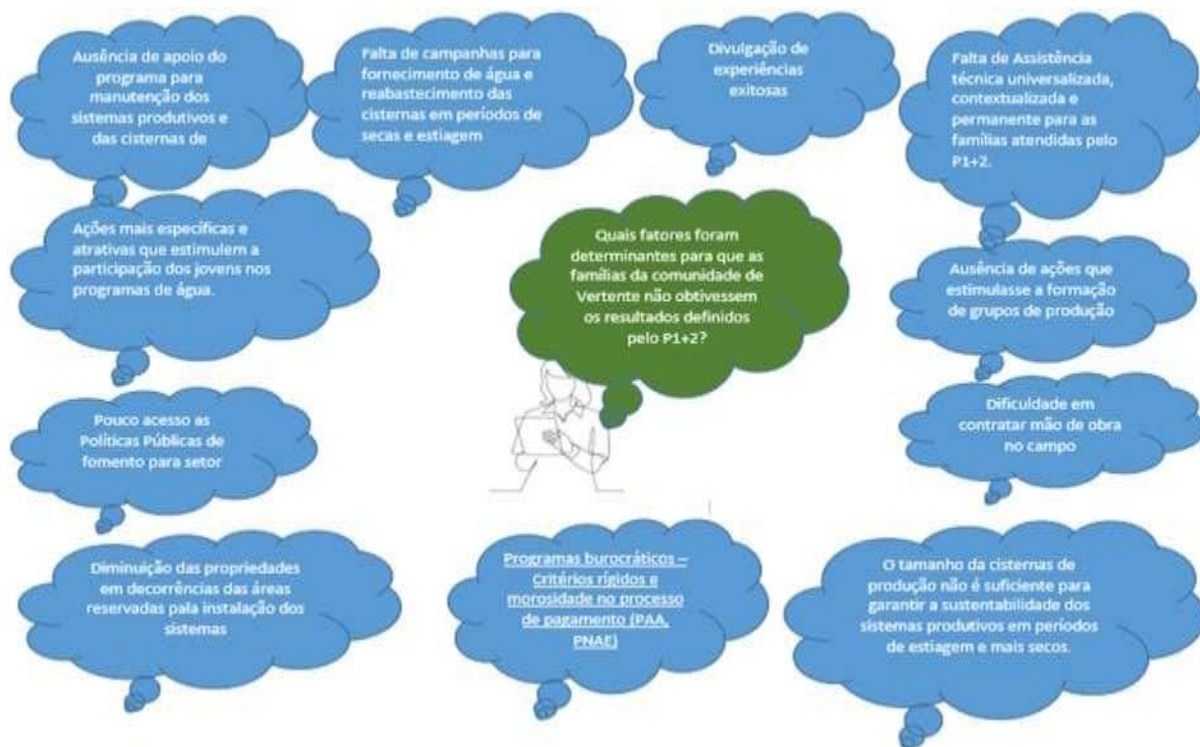 Ausência de apoio do
programa para
manutenção dos
sistemas produtivos e
das cisternas de
Falta de campanhas para
fornecimento de água e
reabastecimento das
cisternas em períodos de
secas e estiagem
Divulgação de
experiências
exitosas
Falta de Assistência
técnica universalizada,
contextualizada e
permanente para as
famílias atendidas pelo
P1+2.
Ações mais específicas e
atrativas que estimulem a
participação dos jovens nos
programas de água.
Quais fatores foram
determinantes para que as
famílias da comunidade de
Vertente não obtivessem
os resultados definidos
pelo P1+2?
Ausência de ações que
estimulasse a formação
de grupos de produção
Pouco acesso as
Políticas Públicas de
fomento para setor
Dificuldade em
contratar mão de obra
no campo
Diminuição das propriedades
em decorrências das áreas
reservadas pala instalação dos
sistemas
Programas burocráticos –
Critérios rígidos e
morosidade no processo
de pagamento (PAA,
PNAE)
O tamanho da cisternas de
produção não é suficiente para
garantir a sustentabilidade dos
sistemas produtivos em períodos
de estiagem e mais secos.